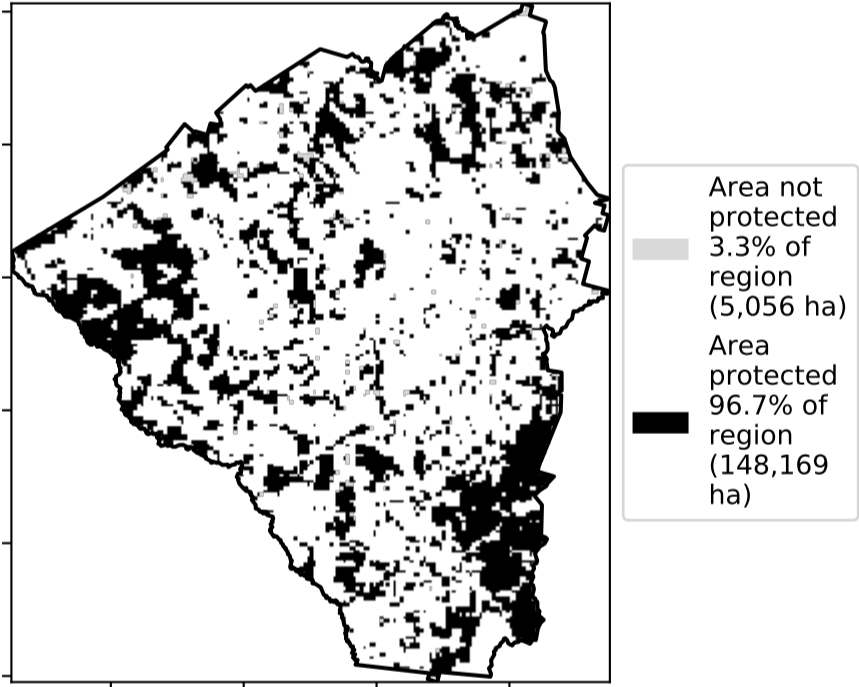 Area not
protected
3.3% of
region
(5,056 ha)
Area
protected
96.7% of
region
(148,169
ha)